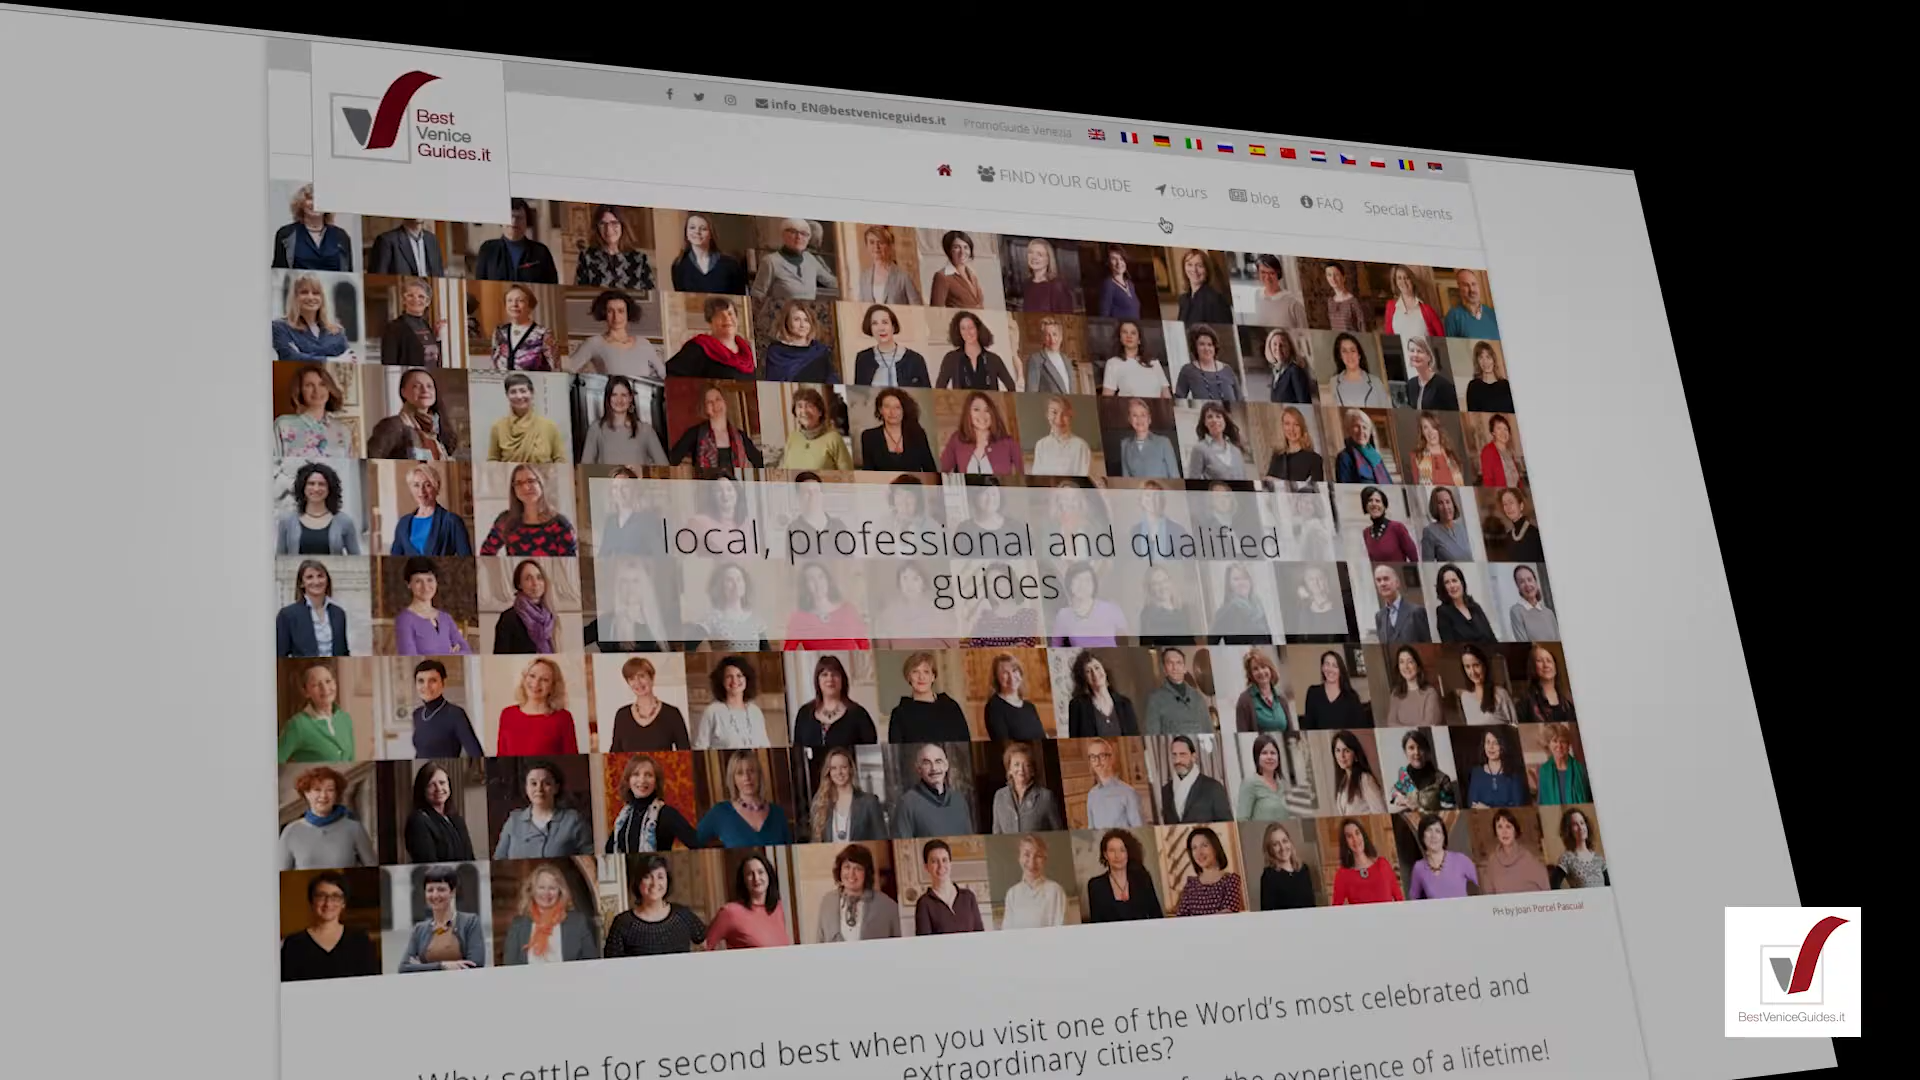 Best
Venice
Guides.it
info_EN@bestveniceguides.it
PromoGuide Venezia
FIND YOUR GUIDE
tours
blog
FAQ
Special Events
local, professional and qualified
guides
PH by Joan Porcel Pascual
Why settle for second best when you visit one of the World's most celebrated and
extraordinary cities?
the experience of a lifetime!
BestVeniceGuides.it